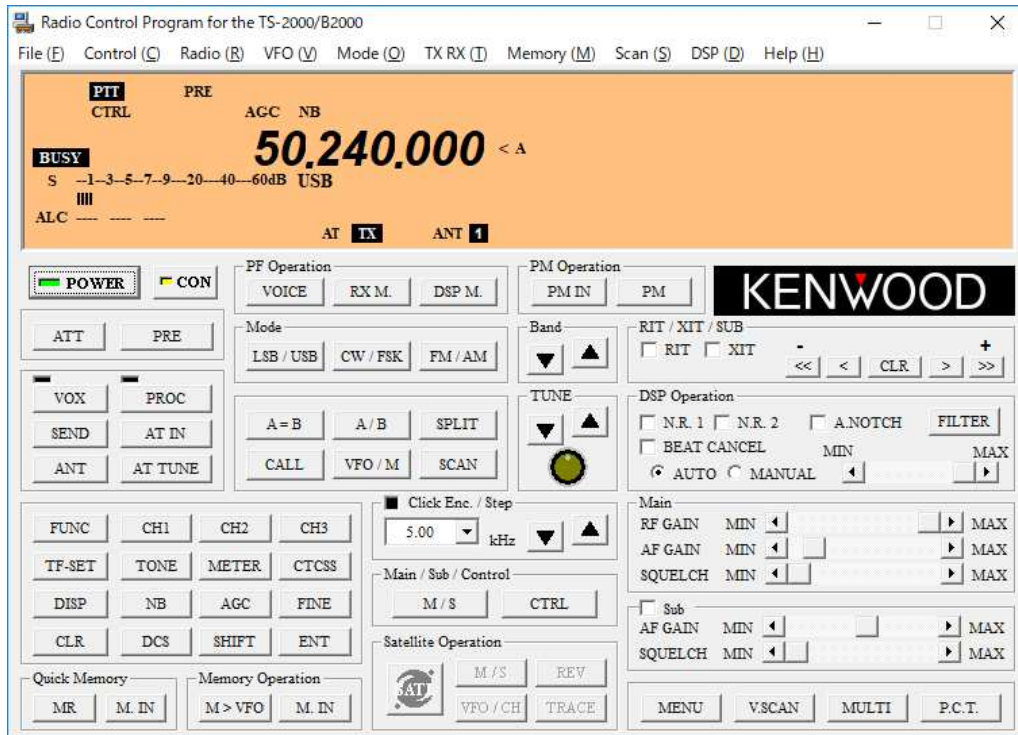 Radio Control Program for the TS-2000/B2000
File (F) Control (C) Radio (R) VFO (V) Mode (O) TX RX (T) Memory (M) Scan (S) DSP (D) Help (H)
PTT PRE
CTRL AGC NB
50.240.000 < A
BUSY
S --1--3--5--7--9---20---40---60dB USB
ALC ---- ---- ----
AT TX ANT 1
POWER CON
PF Operation
VOICE RX M. DSP M.
PM Operation
PM IN PM
KENWOOD
ATT PRE
Mode
LSB / USB CW / FSK FM / AM
Band
RIT / XIT / SUB
RIT XIT - +
<< < CLR > >>
VOX PROC
SEND AT IN
ANT AT TUNE
A = B A / B SPLIT
CALL VFO / M SCAN
TUNE
DSP Operation
N.R. 1 N.R. 2 A.NOTCH FILTER
BEAT CANCEL MIN MAX
AUTO MANUAL
FUNC CH1 CH2 CH3
TF-SET TONE METER CTCSS
DISP NB AGC FINE
CLR DCS SHIFT ENT
Click Enc. / Step
5.00 kHz
Main / Sub / Control
M / S CTRL
Main
RF GAIN MIN MAX
AF GAIN MIN MAX
SQUELCH MIN MAX
Sub
AF GAIN MIN MAX
SQUELCH MIN MAX
Quick Memory
MR M. IN
Memory Operation
M > VFO M. IN
Satellite Operation
SAT M / S REV
VFO / CH TRACE
MENU V.SCAN MULTI P.C.T.